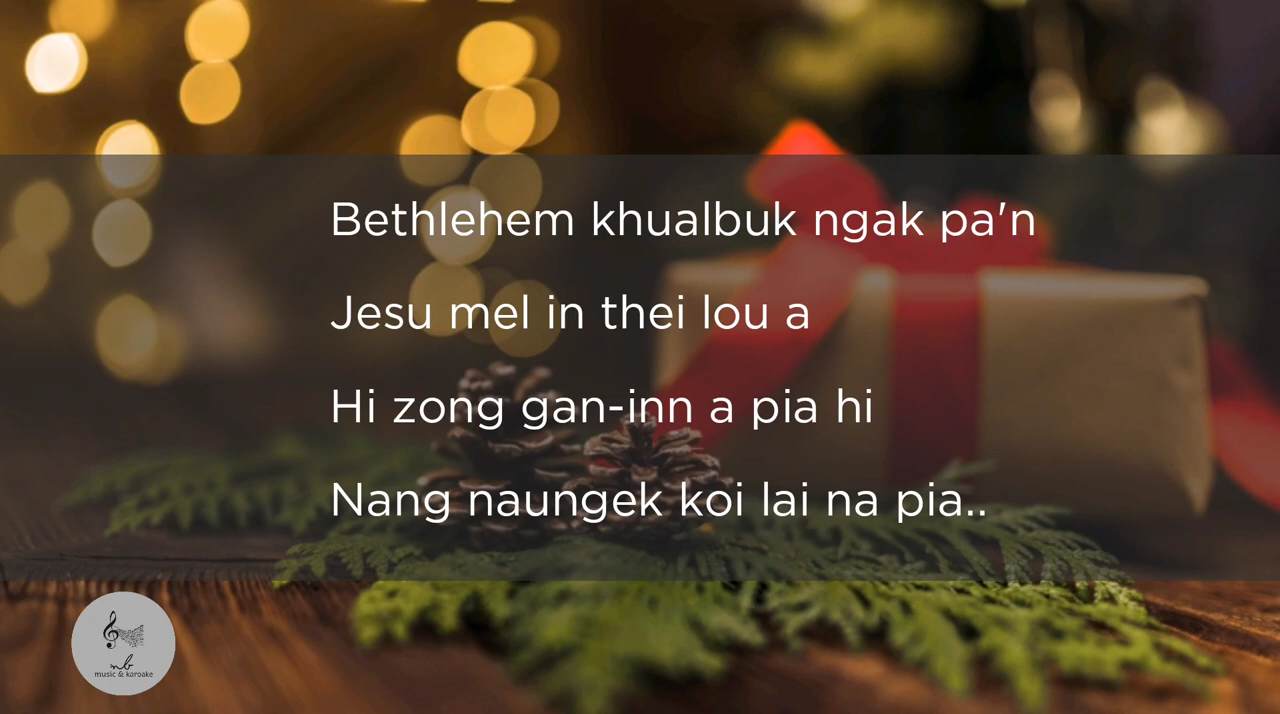 Bethlehem khualbuk ngak pa'n
Jesu mel in thei lou a
Hi zong gan-inn a pia hi
Nang naungek koi lai na pia..
nb
music & karoake